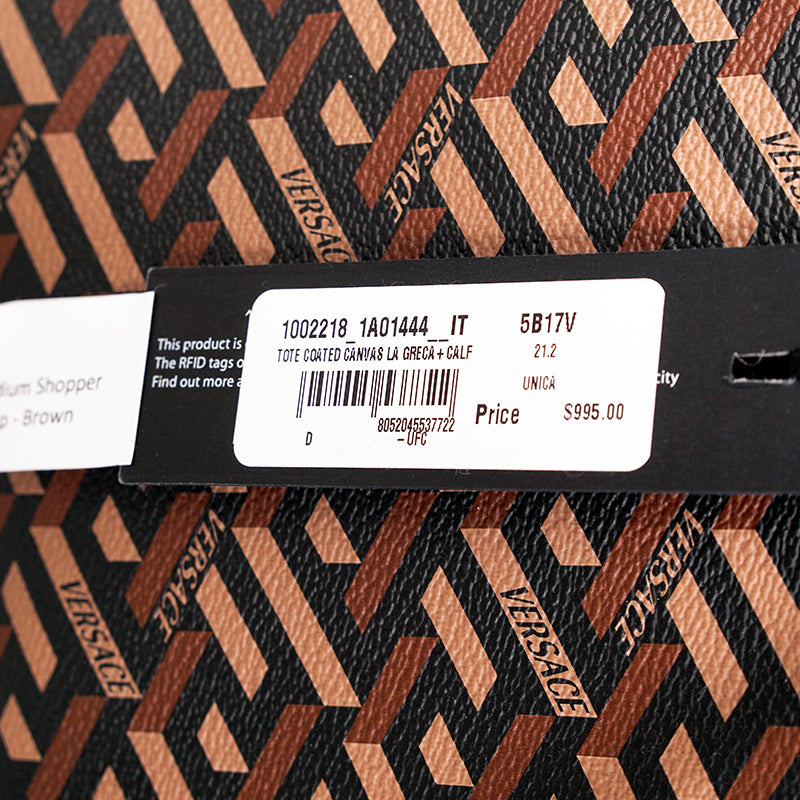 VERSACE
VERSACE
VERSACE
This product is
The RFID tags
Find out more
city
1002218_1A01444__IT 5B17V
TOTE COATED CANVAS LA GRECA+CALF 21.2
UNICA
8052045537722
D -UFC
Price $995.00
Shopper
- Brown
VERSACE
VERSACE
VERSACE
VERSACE